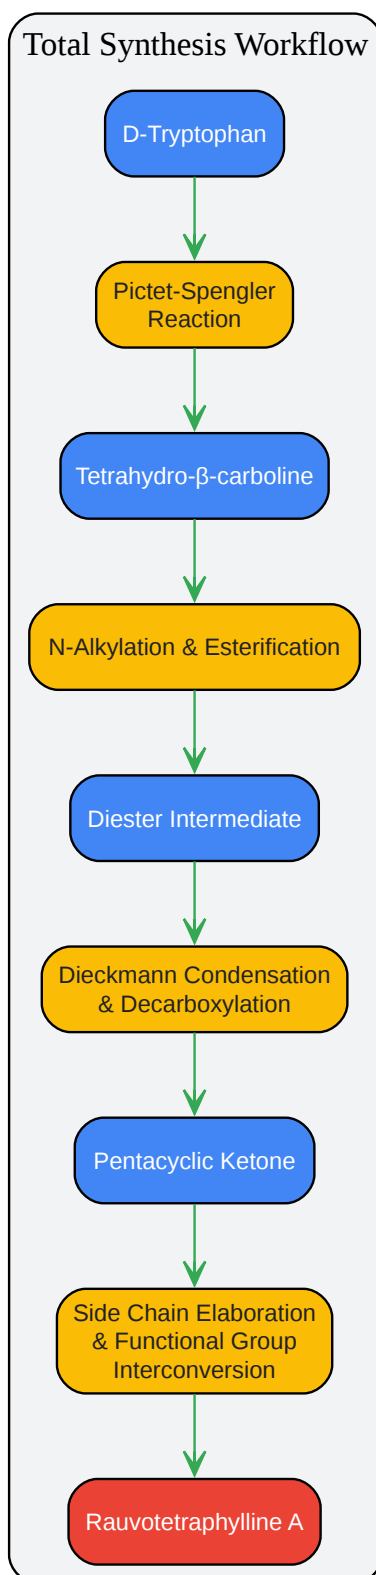 Total Synthesis Workflow
D-Tryptophan
Pictet-Spengler
Reaction
Tetrahydro-β-carboline
N-Alkylation & Esterification
Diester Intermediate
Dieckmann Condensation
& Decarboxylation
Pentacyclic Ketone
Side Chain Elaboration
& Functional Group
Interconversion
Rauvotetraphylline A